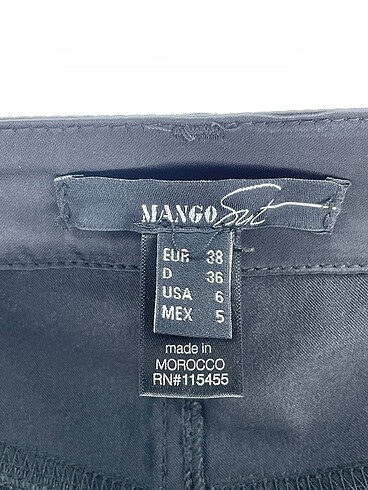 MANGO Suit
EUR 38
D 36
USA 6
MEX 5
made in
MOROCCO
RN#115455